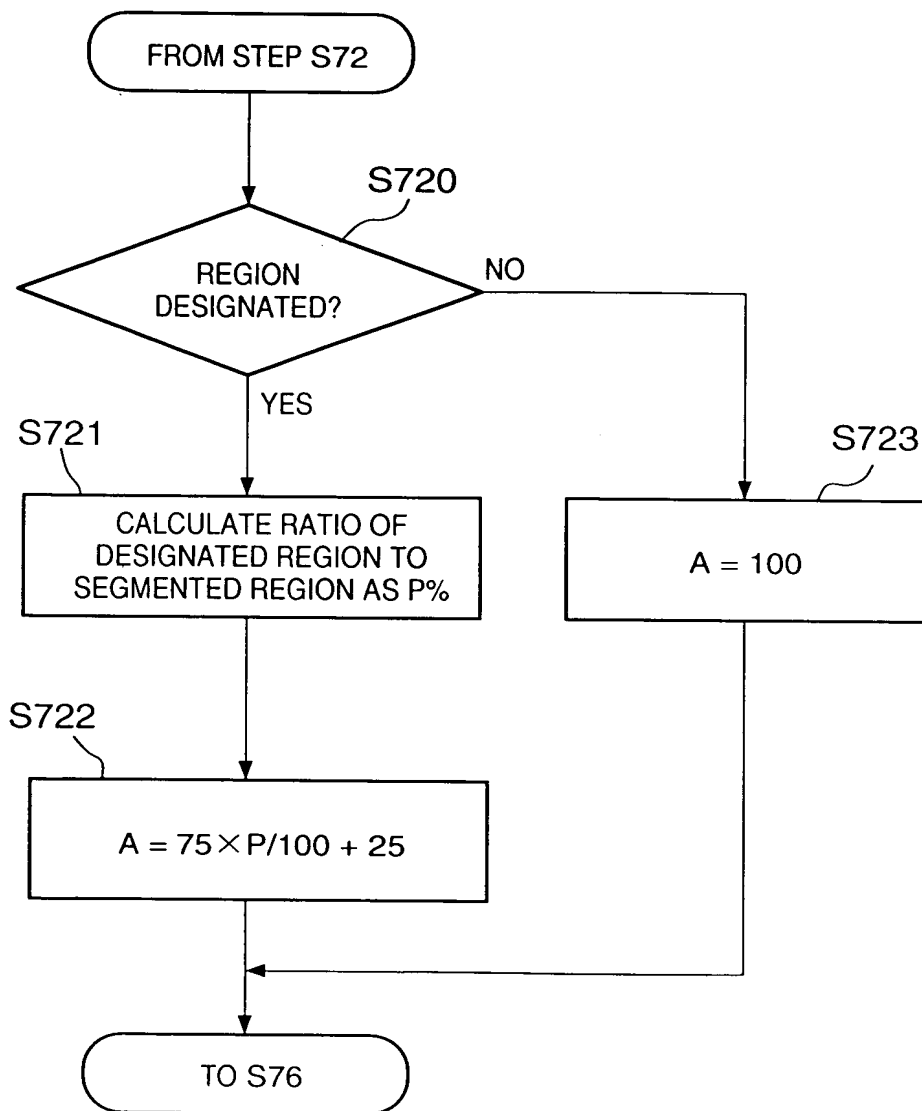 FROM STEP S72
S720
REGION
DESIGNATED?
NO
YES
S721
CALCULATE RATIO OF
DESIGNATED REGION TO
SEGMENTED REGION AS P%
S723
A = 100
S722
A = 75×P/100 + 25
TO S76